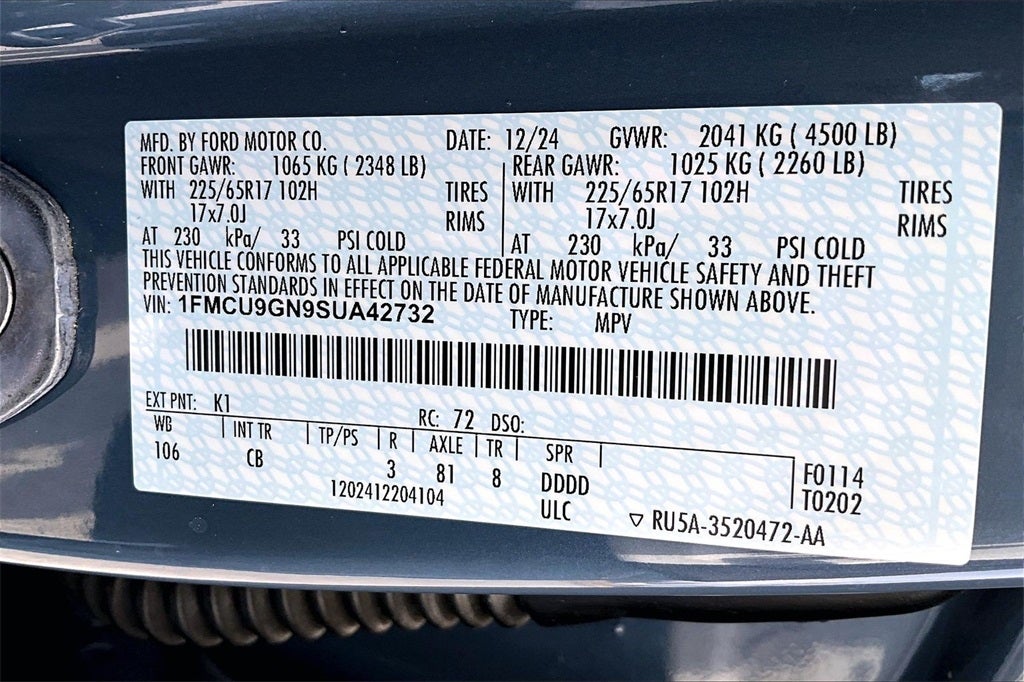 MFD. BY FORD MOTOR CO. DATE: 12/24 GVWR: 2041 KG ( 4500 LB)
FRONT GAWR: 1065 KG ( 2348 LB) REAR GAWR: 1025 KG ( 2260 LB)
WITH 225/65R17 102H TIRES WITH 225/65R17 102H TIRES
17x7.0J RIMS 17x7.0J RIMS
AT 230 kPa/ 33 PSI COLD AT 230 kPa/ 33 PSI COLD
THIS VEHICLE CONFORMS TO ALL APPLICABLE FEDERAL MOTOR VEHICLE SAFETY AND THEFT
PREVENTION STANDARDS IN EFFECT ON THE DATE OF MANUFACTURE SHOWN ABOVE.
VIN: 1FMCU9GN9SUA42732 TYPE: MPV
EXT PNT: K1 RC: 72 DSO:
WB INT TR TP/PS R AXLE TR SPR
106 CB 3 81 8 DDDD F0114
1202412204104 ULC T0202
▽ RU5A-3520472-AA